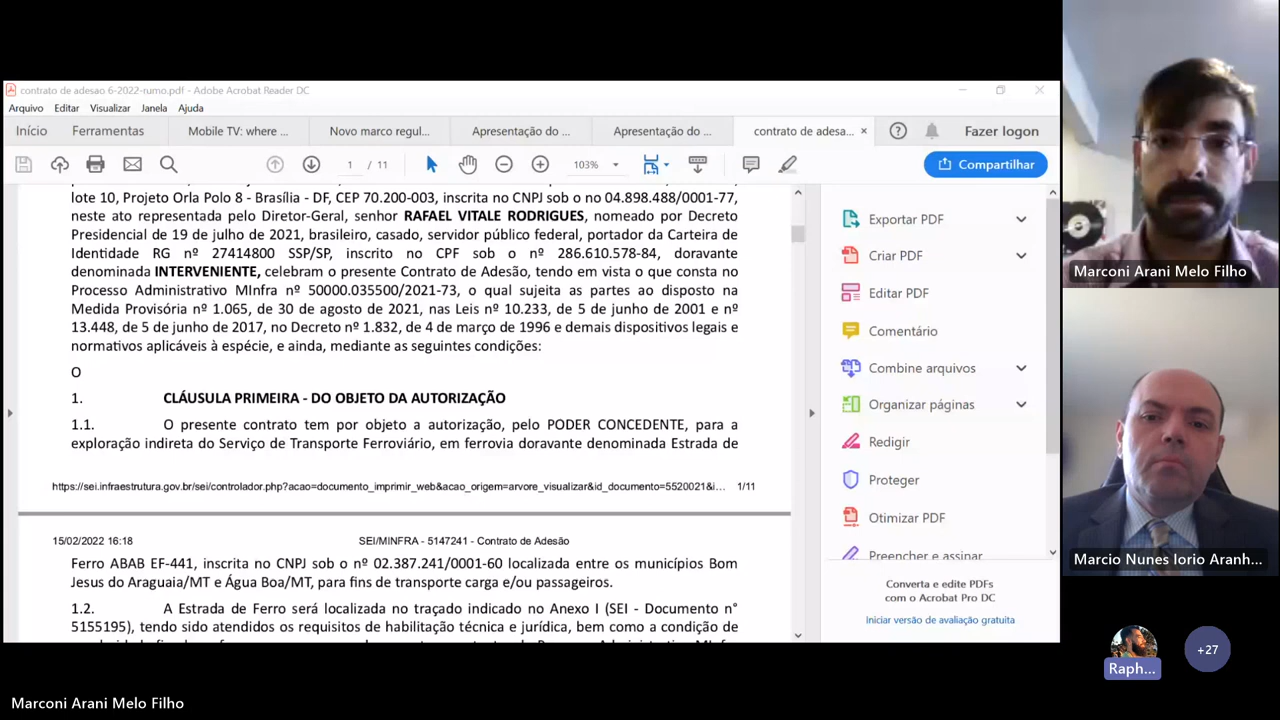 contrato de adesao 6-2022-rumo.pdf - Adobe Acrobat Reader DC
Arquivo Editar Visualizar Janela Ajuda
Início Ferramentas Mobile TV: where ... Novo marco regul... Apresentação do ... Apresentação do ... contrato de adesa... × Fazer logon
1 / 11 103% Compartilhar
lote 10, Projeto Orla Polo 8 - Brasília - DF, CEP 70.200-003, inscrita no CNPJ sob o no 04.898.488/0001-77,
neste ato representada pelo Diretor-Geral, senhor RAFAEL VITALE RODRIGUES, nomeado por Decreto
Presidencial de 19 de julho de 2021, brasileiro, casado, servidor público federal, portador da Carteira de
Identidade RG nº 27414800 SSP/SP, inscrito no CPF sob o nº 286.610.578-84, doravante
denominada INTERVENIENTE, celebram o presente Contrato de Adesão, tendo em vista o que consta no
Processo Administrativo MInfra nº 50000.035500/2021-73, o qual sujeita as partes ao disposto na
Medida Provisória nº 1.065, de 30 de agosto de 2021, nas Leis nº 10.233, de 5 de junho de 2001 e nº
13.448, de 5 de junho de 2017, no Decreto nº 1.832, de 4 de março de 1996 e demais dispositivos legais e
normativos aplicáveis à espécie, e ainda, mediante as seguintes condições:
O
1. CLÁUSULA PRIMEIRA - DO OBJETO DA AUTORIZAÇÃO
1.1. O presente contrato tem por objeto a autorização, pelo PODER CONCEDENTE, para a
exploração indireta do Serviço de Transporte Ferroviário, em ferrovia doravante denominada Estrada de
https://sei.infraestrutura.gov.br/sei/controlador.php?acao=documento_imprimir_web&acao_origem=arvore_visualizar&id_documento=5520021&i... 1/11
15/02/2022 16:18 SEI/MINFRA - 5147241 - Contrato de Adesão
Ferro ABAB EF-441, inscrita no CNPJ sob o nº 02.387.241/0001-60 localizada entre os municípios Bom
Jesus do Araguaia/MT e Água Boa/MT, para fins de transporte carga e/ou passageiros.
1.2. A Estrada de Ferro será localizada no traçado indicado no Anexo I (SEI - Documento n°
5155195), tendo sido atendidos os requisitos de habilitação técnica e jurídica, bem como a condição de
Exportar PDF
Criar PDF
Editar PDF
Comentário
Combine arquivos
Organizar páginas
Redigir
Proteger
Otimizar PDF
Preencher e assinar
Converta e edite PDFs
com o Acrobat Pro DC
Iniciar versão de avaliação gratuita
Marconi Arani Melo Filho
Marcio Nunes Iorio Aranh...
Raph...
+27
Marconi Arani Melo Filho